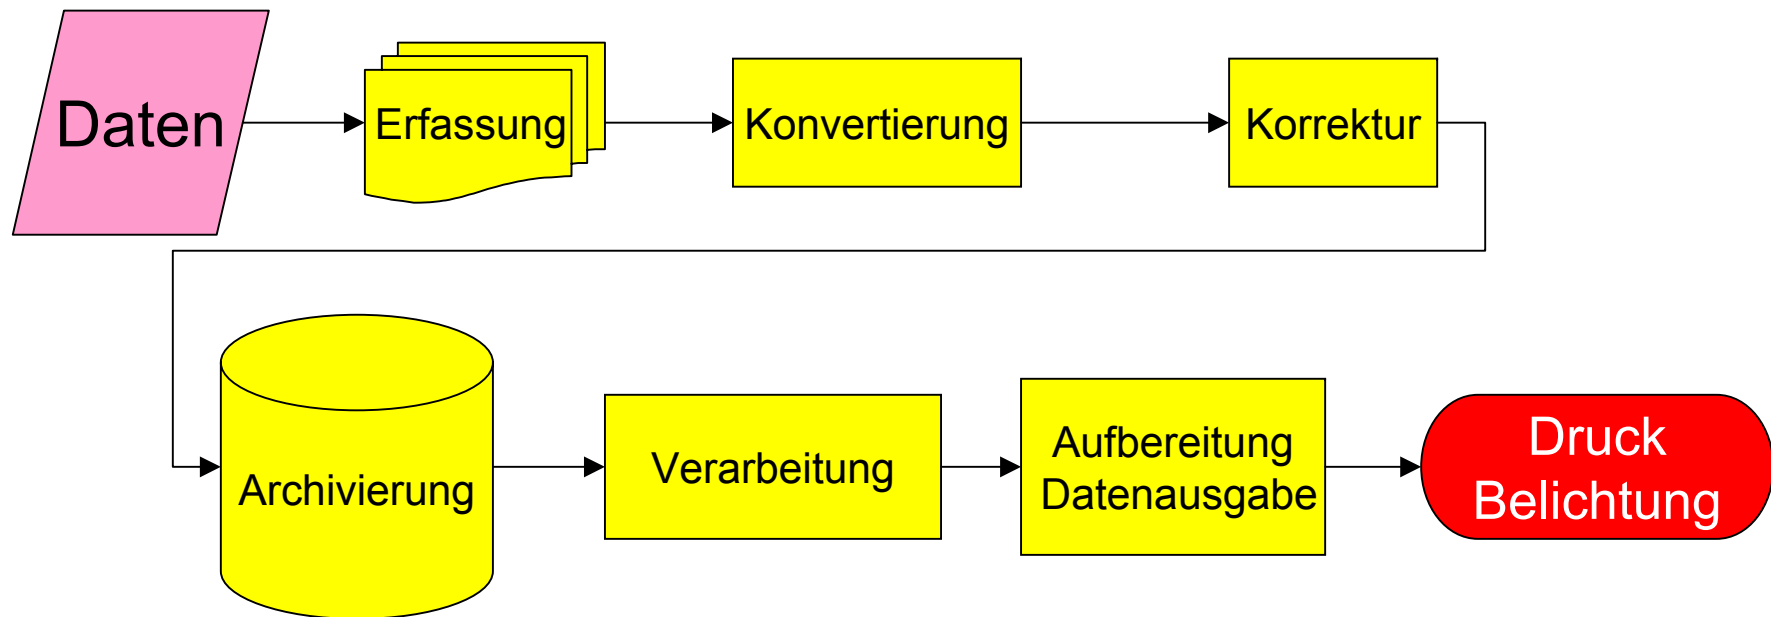 Daten
Erfassung
Konvertierung
Korrektur
Archivierung
Verarbeitung
Aufbereitung
Datenausgabe
Druck
Belichtung